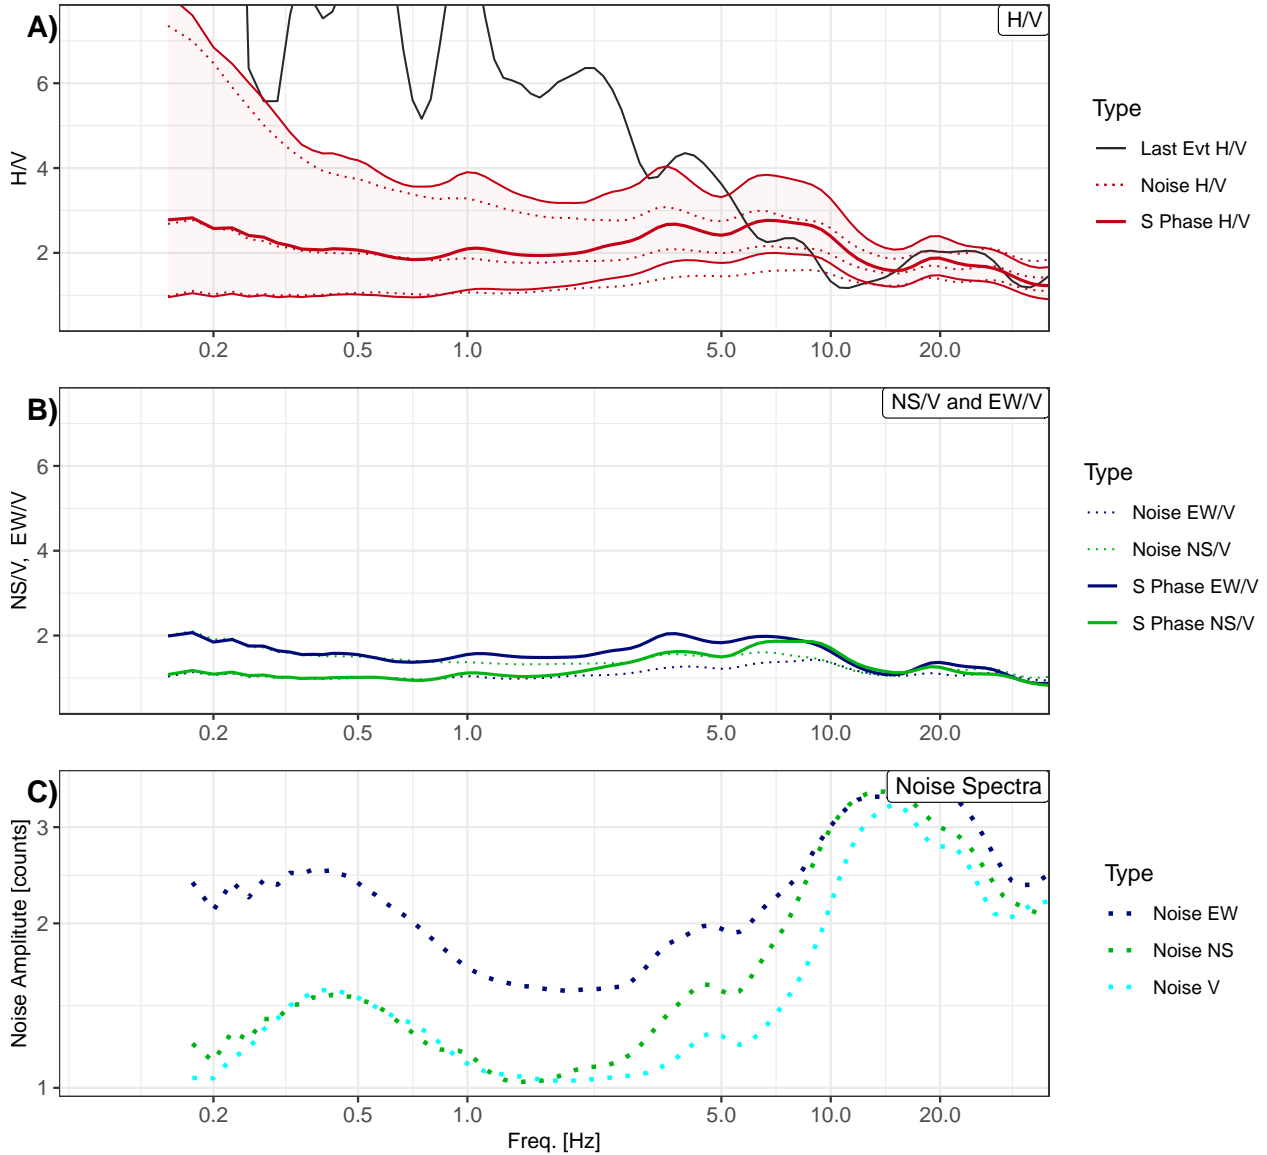 A)
H/V
6
4
2
H/V
0.2 0.5 1.0 5.0 10.0 20.0
Type
Last Evt H/V
Noise H/V
S Phase H/V
B)
NS/V and EW/V
6
4
2
NS/V, EW/V
0.2 0.5 1.0 5.0 10.0 20.0
Type
Noise EW/V
Noise NS/V
S Phase EW/V
S Phase NS/V
C)
Noise Spectra
3
2
1
Noise Amplitude [counts]
0.2 0.5 1.0 5.0 10.0 20.0
Freq. [Hz]
Type
Noise EW
Noise NS
Noise V